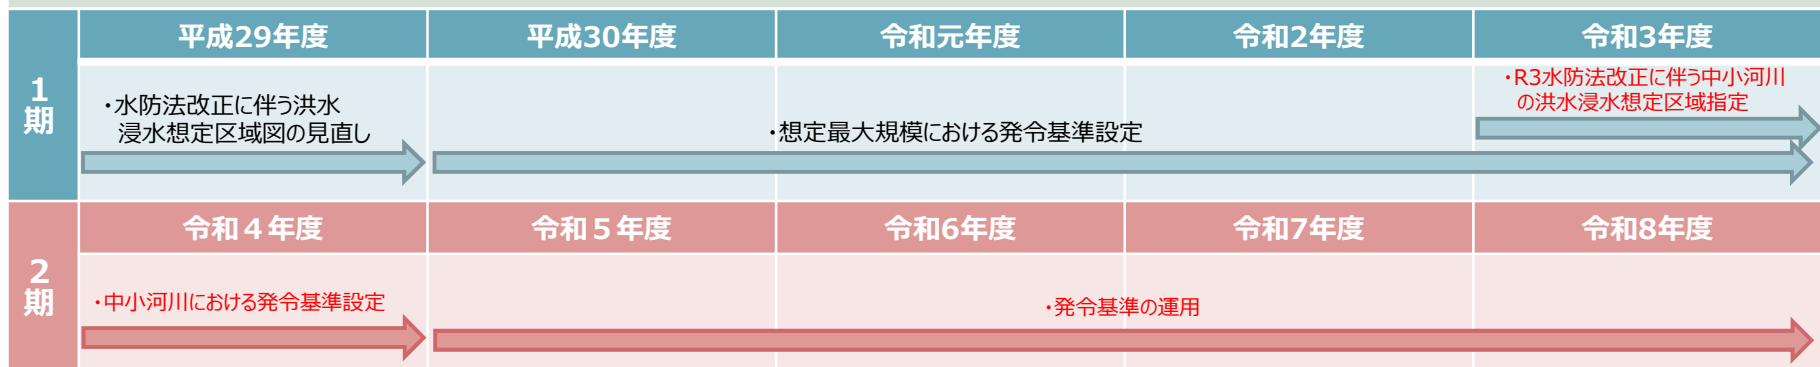 1
期
平成29年度
平成30年度
令和元年度
令和2年度
令和3年度
・水防法改正に伴う洪水
浸水想定区域図の見直し
・想定最大規模における発令基準設定
・R3水防法改正に伴う中小河川
の洪水浸水想定区域指定
2
期
令和４年度
令和５年度
令和6年度
令和7年度
令和8年度
・中小河川における発令基準設定
・発令基準の運用